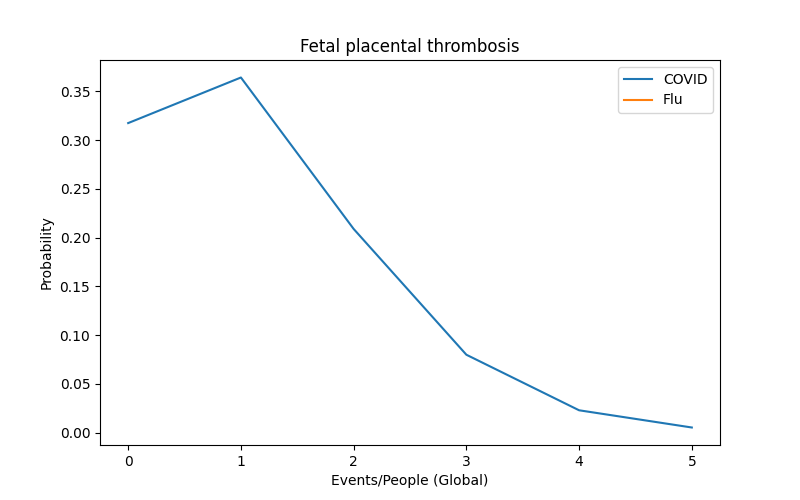 Fetal placental thrombosis
COVID
Flu
Probability
0.35
0.30
0.25
0.20
0.15
0.10
0.05
0.00
0 1 2 3 4 5
Events/People (Global)